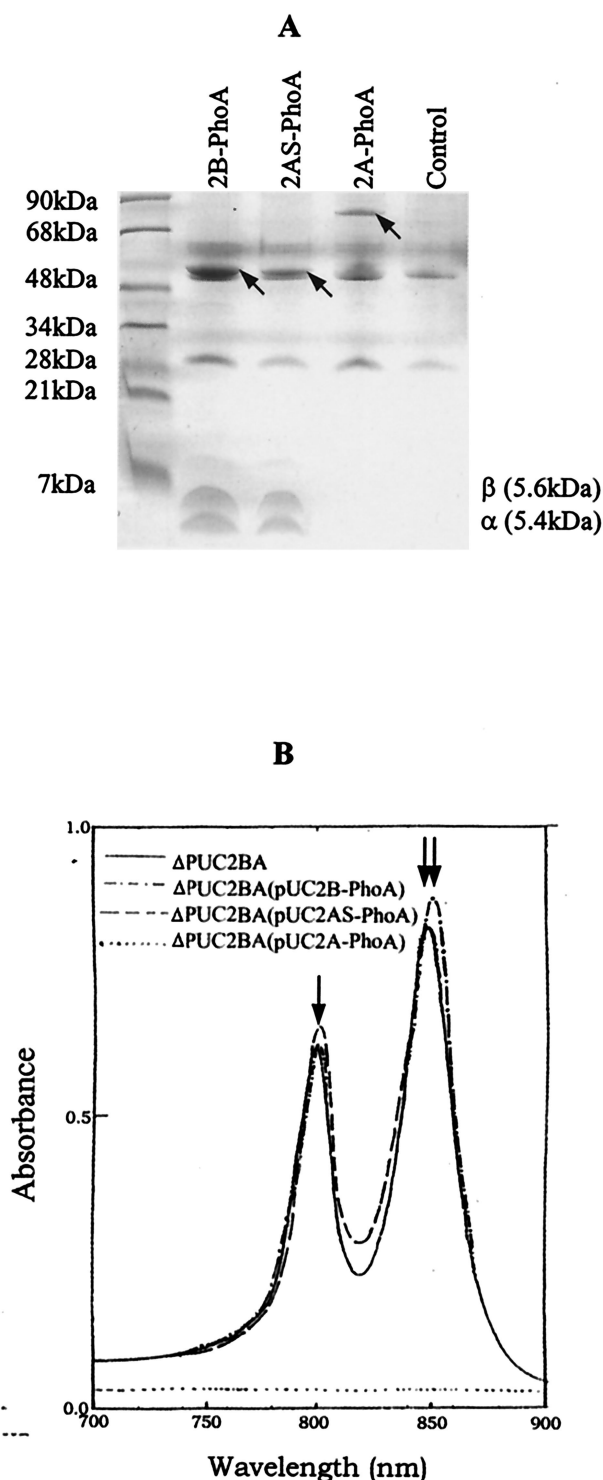 A
2B-PhoA
2AS-PhoA
2A-PhoA
Control
90kDa
68kDa
48kDa
34kDa
28kDa
21kDa
7kDa
β (5.6kDa)
α (5.4kDa)
B
1.0
ΔPUC2BA
ΔPUC2BA(pUC2B-PhoA)
ΔPUC2BA(pUC2AS-PhoA)
ΔPUC2BA(pUC2A-PhoA)
0.5
Absorbance
0.0
700
750
800
850
900
Wavelength (nm)